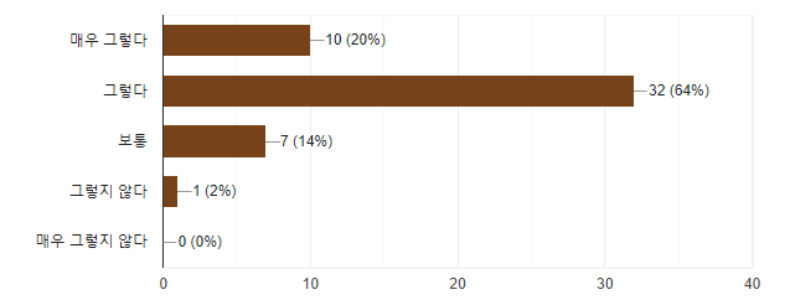 매우 그렇다 10 (20%)
그렇다 32 (64%)
보통 7 (14%)
그렇지 않다 1 (2%)
매우 그렇지 않다 0 (0%)
0 10 20 30 40